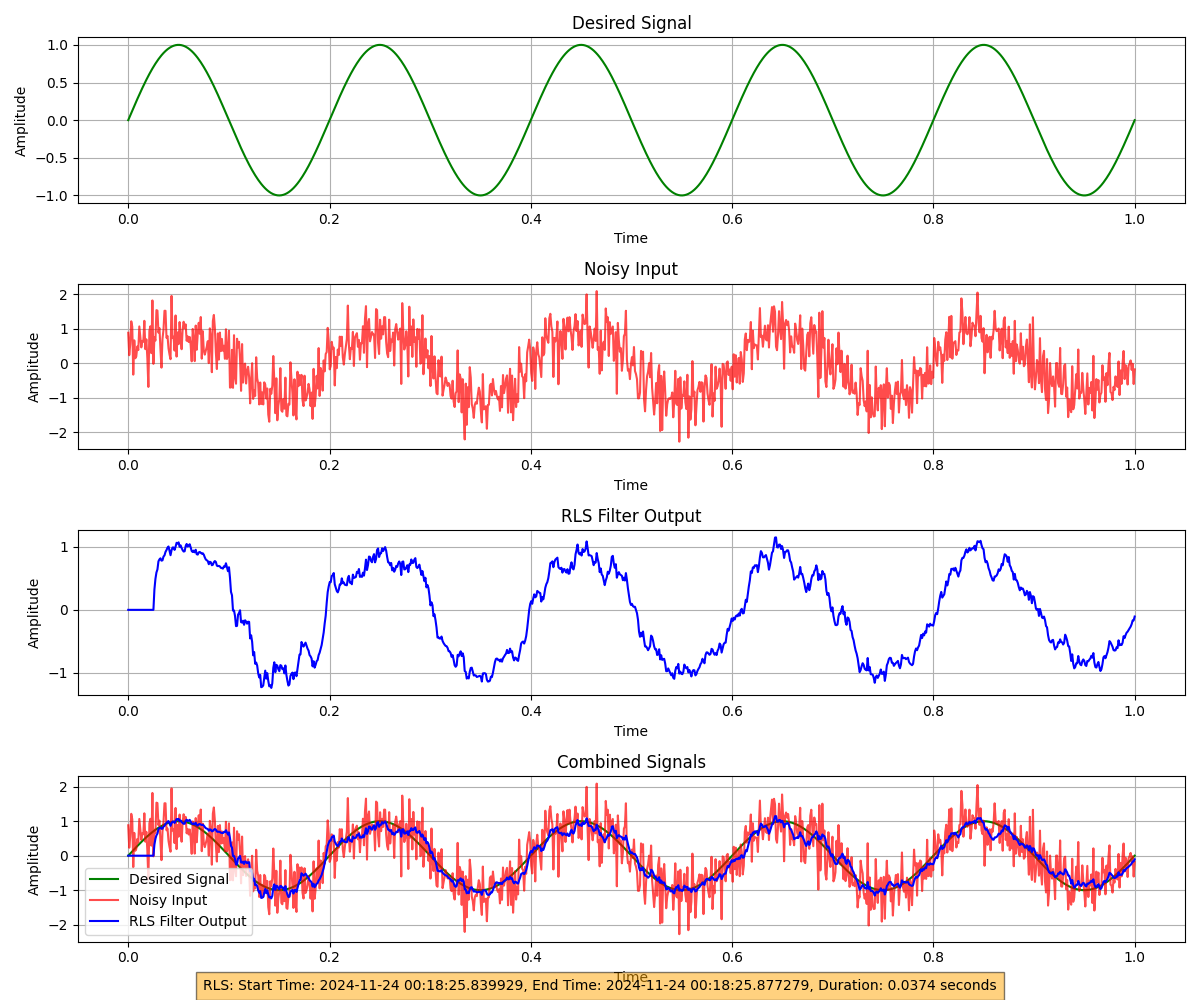 Desired Signal
1.0
0.5
0.0
−0.5
−1.0
Amplitude
0.0 0.2 0.4 0.6 0.8 1.0
Time
Noisy Input
2
1
0
−1
−2
Amplitude
0.0 0.2 0.4 0.6 0.8 1.0
Time
RLS Filter Output
1
0
−1
Amplitude
0.0 0.2 0.4 0.6 0.8 1.0
Time
Combined Signals
2
1
0
−1
−2
Amplitude
Desired Signal
Noisy Input
RLS Filter Output
0.0 0.2 0.4 0.6 0.8 1.0
Time
RLS: Start Time: 2024-11-24 00:18:25.839929, End Time: 2024-11-24 00:18:25.877279, Duration: 0.0374 seconds